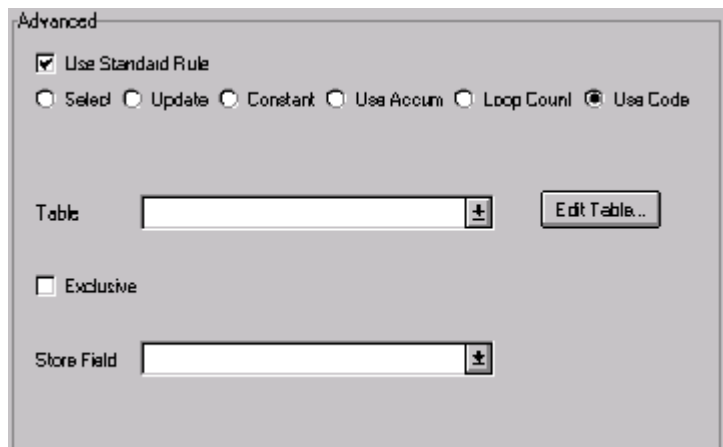 Advanced
Use Standard Rule
Select Update Constant Use Accum Loop Count Use Code
Table Edit Table...
Exclusive
Store Field